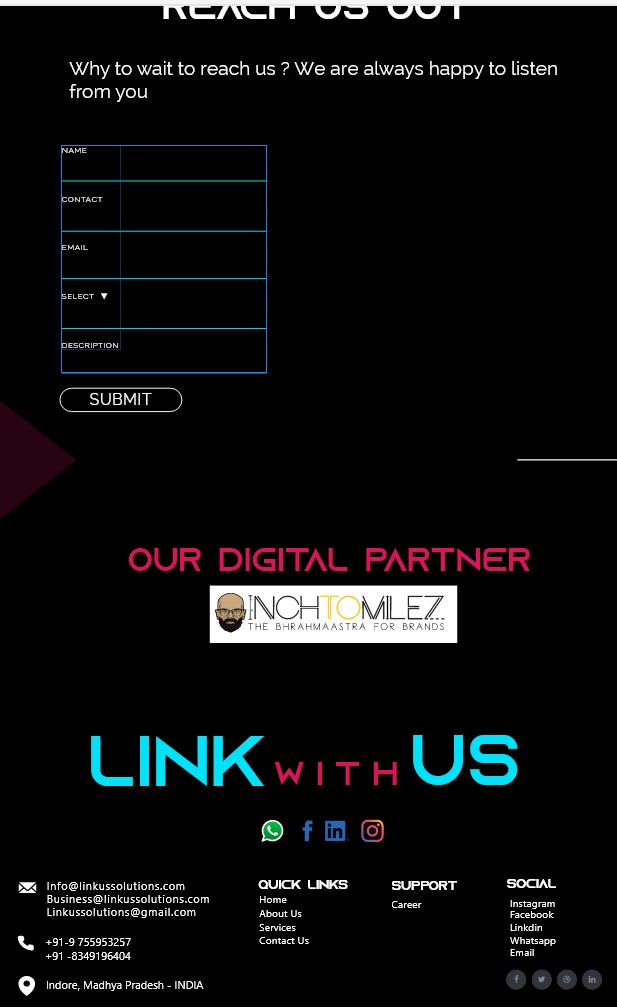 REACH US OUT
Why to wait to reach us ? We are always happy to listen
from you
NAME
CONTACT
EMAIL
SELECT ▼
DESCRIPTION
SUBMIT
OUR DIGITAL PARTNER
INCHTOMILEZ
THE BHRAHMAASTRA FOR BRANDS
LINK WITH US
Info@linkussolutions.com
Business@linkussolutions.com
Linkussolutions@gmail.com
+91-9 755953257
+91 -8349196404
Indore, Madhya Pradesh - INDIA
QUICK LINKS
Home
About Us
Services
Contact Us
SUPPORT
Career
SOCIAL
Instagram
Facebook
Linkdin
Whatsapp
Email